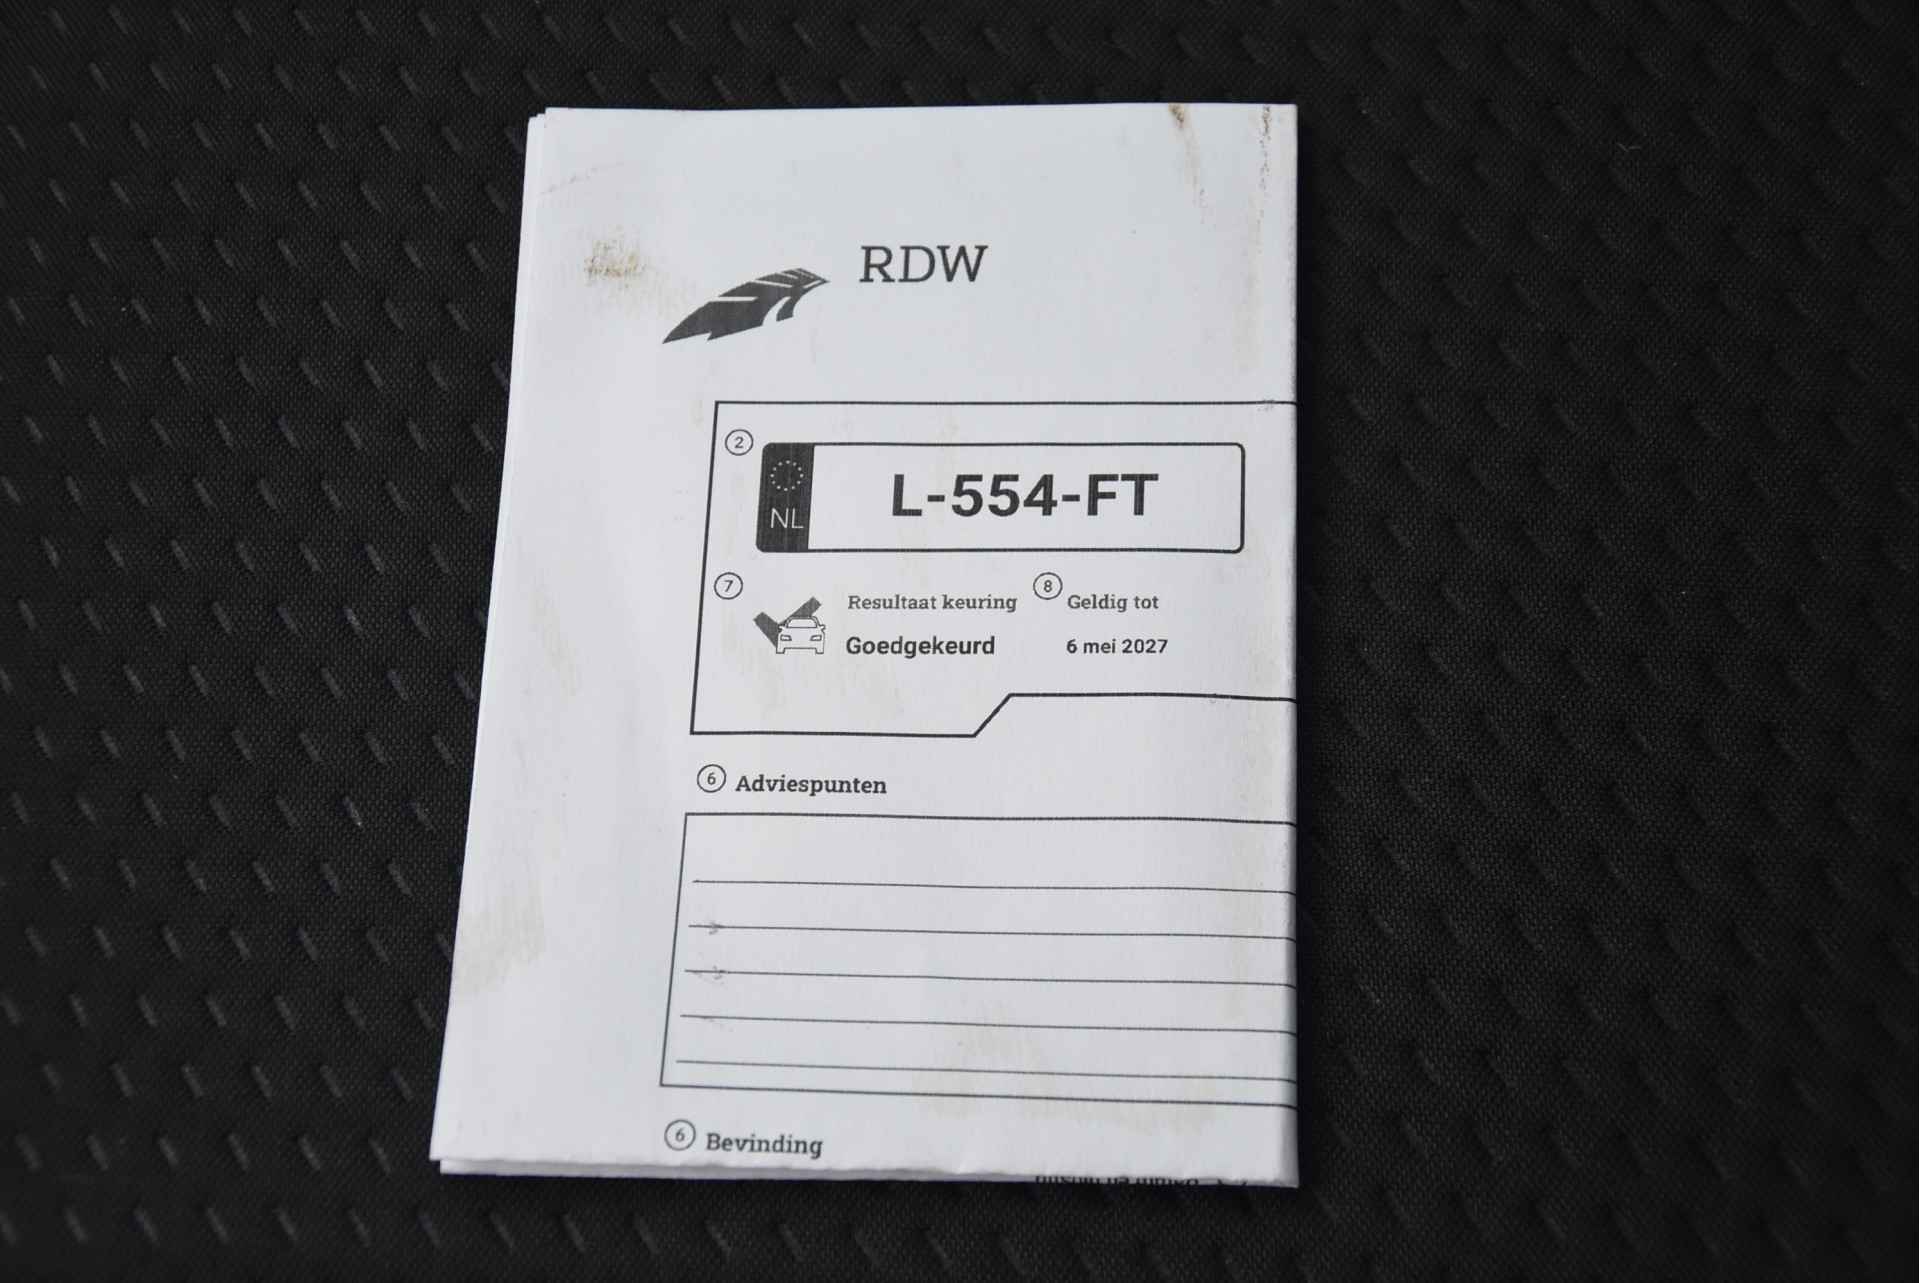 RDW
2
NL
L-554-FT
7 Resultaat keuring 8 Geldig tot
Goedgekeurd 6 mei 2027
6 Adviespunten
6 Bevinding